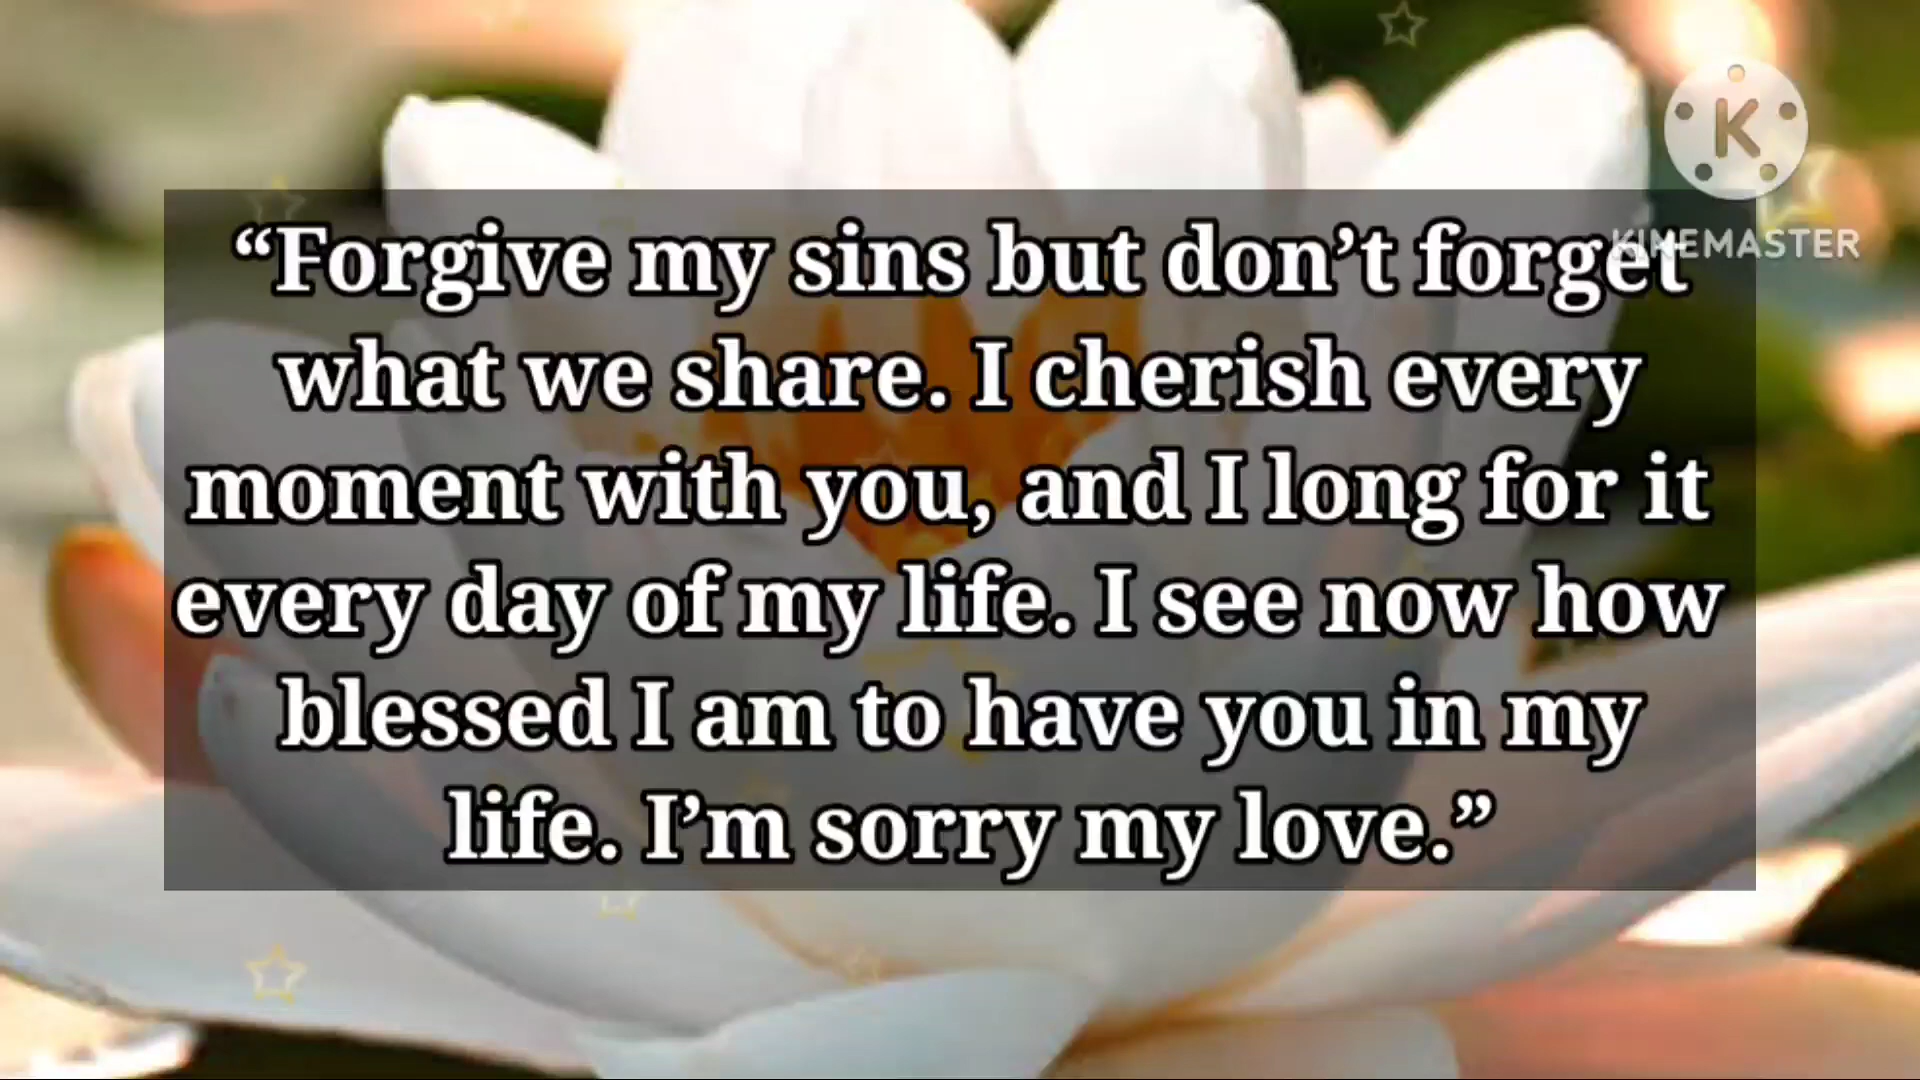 “Forgive my sins but don’t forget
what we share. I cherish every
moment with you, and I long for it
every day of my life. I see now how
blessed I am to have you in my
life. I’m sorry my love.”
K
KINEMASTER